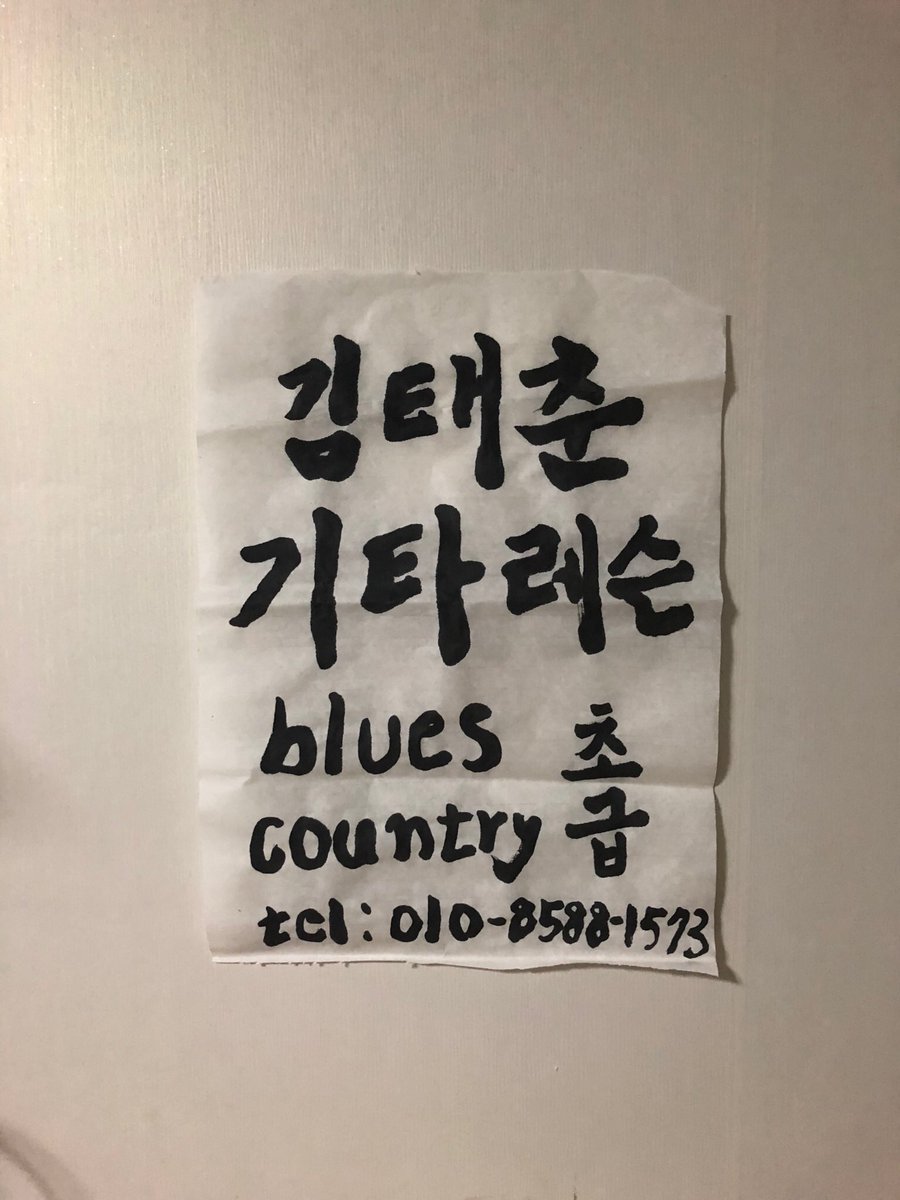 김태춘
기타 레슨
blues 초
country 급
tel: 010-8588-1573